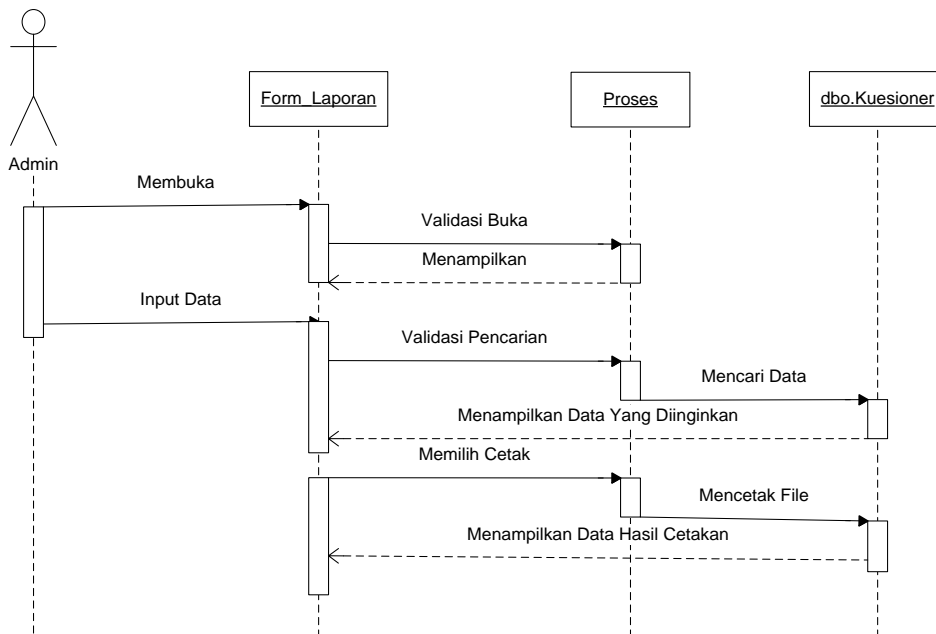 Form_Laporan
Proses
dbo.Kuesioner
Admin
Membuka
Validasi Buka
Menampilkan
Input Data
Validasi Pencarian
Mencari Data
Menampilkan Data Yang Diinginkan
Memilih Cetak
Mencetak File
Menampilkan Data Hasil Cetakan